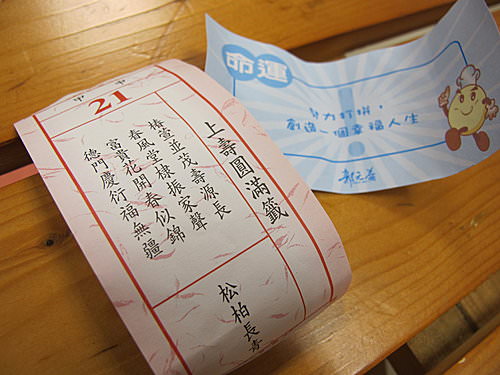 21
上壽圓滿籤
椿萱並茂壽源長
春風堂棣振家聲
富貴花開春似錦
德門慶衍福無疆
松柏長
命運
努力打拼，
創造一個幸福人生